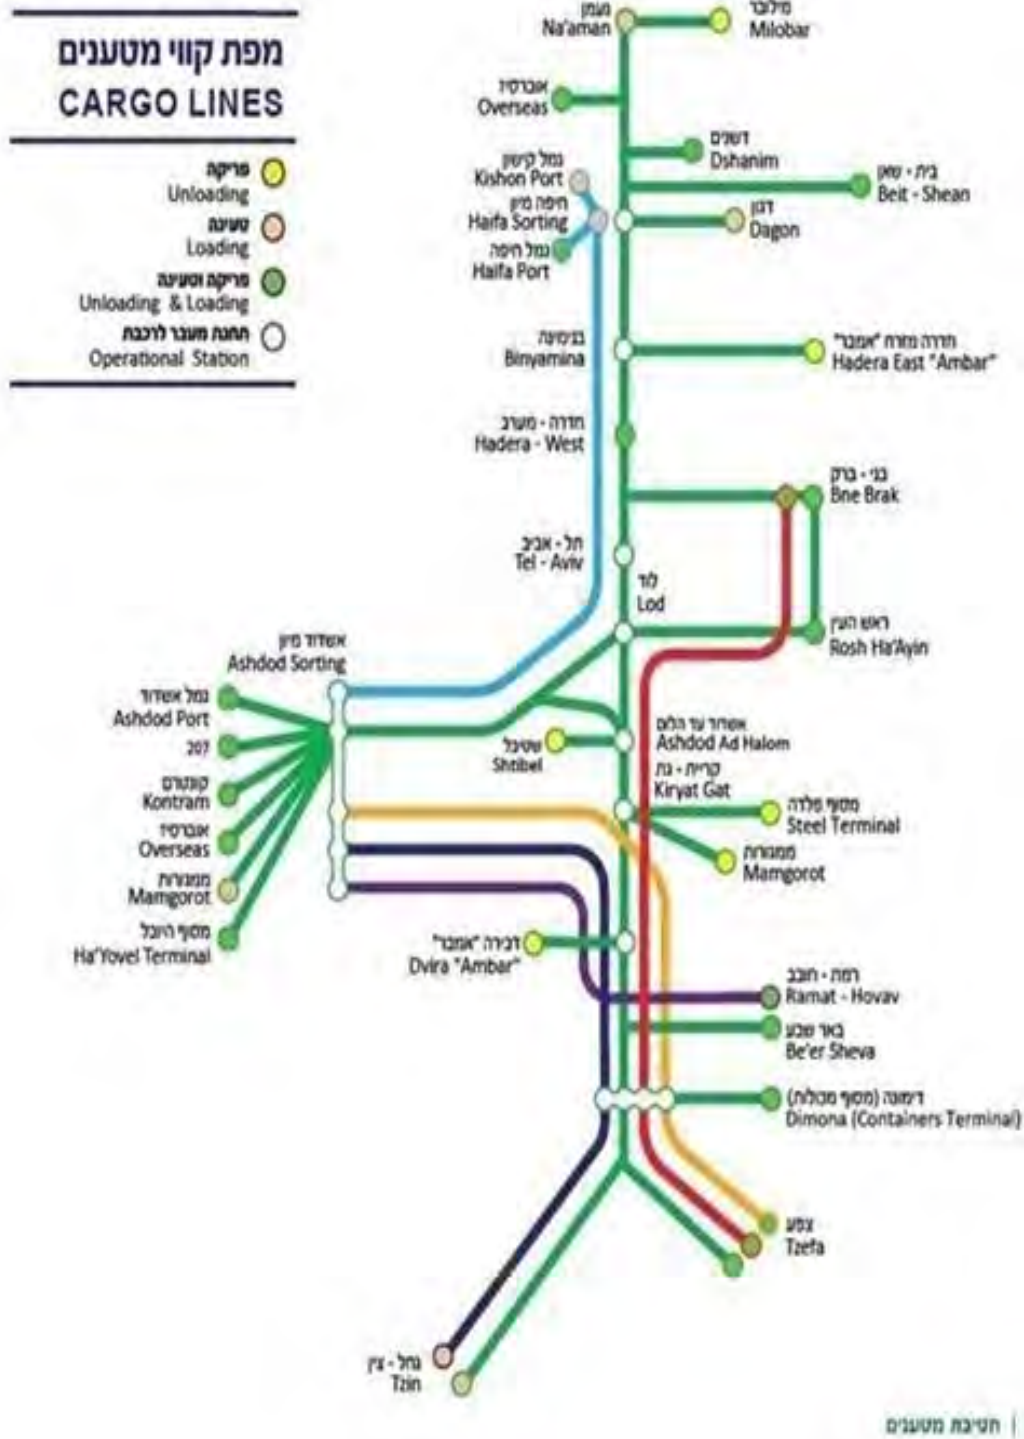 מפת קווי מטענים
CARGO LINES
פריקה
Unloading
טעינה
Loading
פריקה וטעינה
Unloading & Loading
תחנת מעבר לרכבת
Operational Station
נעמן
Na'aman
מילובר
Milobar
אוברסיז
Overseas
דשנים
Dshanim
נמל קישון
Kishon Port
בית - שאן
Beit - Shean
חיפה מיון
Haifa Sorting
דגון
Dagon
נמל חיפה
Haifa Port
בנימינה
Binyamina
חדרה מזרח "אמבר"
Hadera East "Ambar"
חדרה - מערב
Hadera - West
בני - ברק
Bne Brak
תל - אביב
Tel - Aviv
לוד
Lod
ראש העין
Rosh Ha'Ayin
אשדוד מיון
Ashdod Sorting
נמל אשדוד
Ashdod Port
207
קונטרם
Kontram
אוברסיז
Overseas
ממגורות
Mamgorot
מסוף היובל
Ha'Yovel Terminal
שטיבל
Shtibel
אשדוד עד הלום
Ashdod Ad Halom
קריית - גת
Kiryat Gat
מסוף פלדה
Steel Terminal
ממגורות
Mamgorot
דבירה "אמבר"
Dvira "Ambar"
רמת - חובב
Ramat - Hovav
באר שבע
Be'er Sheva
דימונה (מסוף מכולות)
Dimona (Containers Terminal)
צפע
Tzefa
נחל - צין
Tzin
חטיבת מטענים |